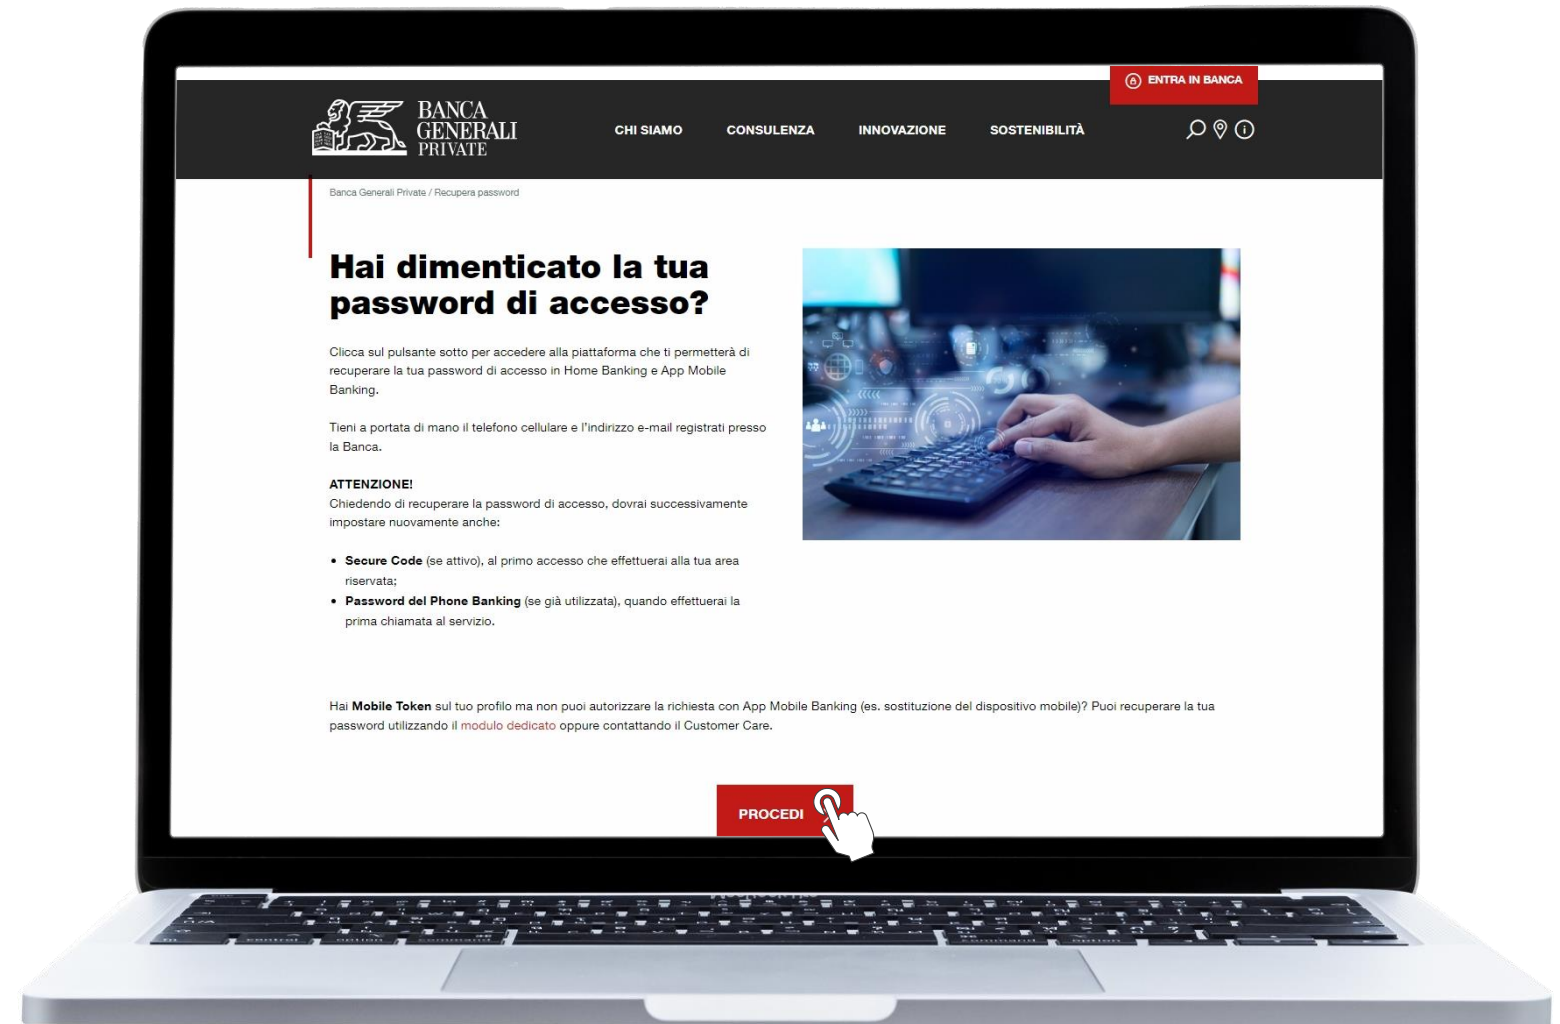 ENTRA IN BANCA
BANCA
GENERALI
PRIVATE
CHI SIAMO
CONSULENZA
INNOVAZIONE
SOSTENIBILITÀ
Banca Generali Private / Recupera password
Hai dimenticato la tua
password di accesso?
Clicca sul pulsante sotto per accedere alla piattaforma che ti permetterà di
recuperare la tua password di accesso in Home Banking e App Mobile
Banking.
Tieni a portata di mano il telefono cellulare e l'indirizzo e-mail registrati presso
la Banca.
ATTENZIONE!
Chiedendo di recuperare la password di accesso, dovrai successivamente
impostare nuovamente anche:
• Secure Code (se attivo), al primo accesso che effettuerai alla tua area
riservata;
• Password del Phone Banking (se già utilizzata), quando effettuerai la
prima chiamata al servizio.
Hai Mobile Token sul tuo profilo ma non puoi autorizzare la richiesta con App Mobile Banking (es. sostituzione del dispositivo mobile)? Puoi recuperare la tua
password utilizzando il modulo dedicato oppure contattando il Customer Care.
PROCEDI
control
option
command
command
option